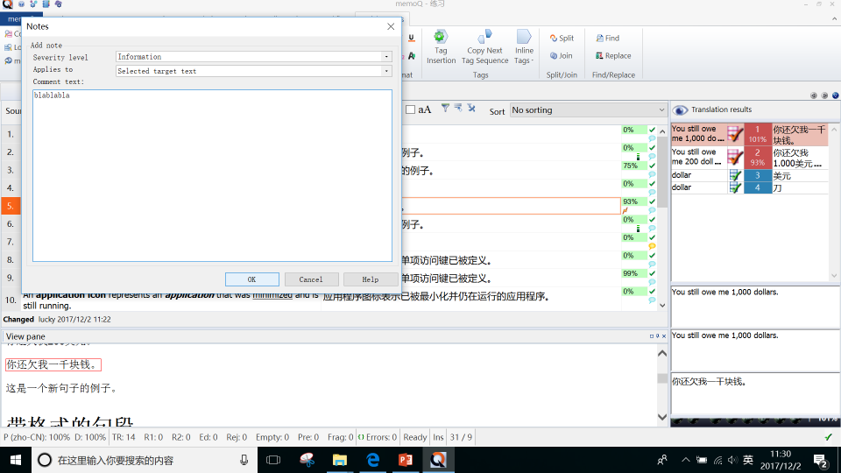 memoQ - 练习
memo
Notes
Add note
Severity level
Information
Applies to
Selected target text
Comment text:
blablabla
OK
Cancel
Help
Tag
Insertion
Copy Next
Tag Sequence
Inline
Tags
Tags
Split
Join
Split/Join
Find
Replace
Find/Replace
aA
Sort
No sorting
Translation results
1.
0%
2.
例子。
0%
3.
的例子。
75%
4.
0%
5.
93%
6.
例子。
0%
7.
0%
8.
单项访问键已被定义。
0%
9.
单项访问键已被定义。
99%
10.
An application icon represents an application that was minimized and is still running.
应用程序图标表示已被最小化并仍在运行的应用程序。
0%
You still owe me 1,000 do...
1
101%
你还欠我一千块钱。
You still owe me 200 doll ...
2
93%
你还欠我1.000美元 ...
dollar
3
美元
dollar
4
刀
Changed lucky 2017/12/2 11:22
View pane
你还欠我一千块钱。
这是一个新句子的例子。
带格式的句段
You still owe me 1,000 dollars.
You still owe me 1,000 dollars.
你还欠我一千块钱。
101%
P (zho-CN): 100% D: 100% TR: 14 R1: 0 R2: 0 Ed: 0 Rej: 0 Empty: 0 Pre: 0 Frag: 0 Errors: 0 Ready Ins 31 / 9
在这里输入你要搜索的内容
英
11:30
2017/12/2
2